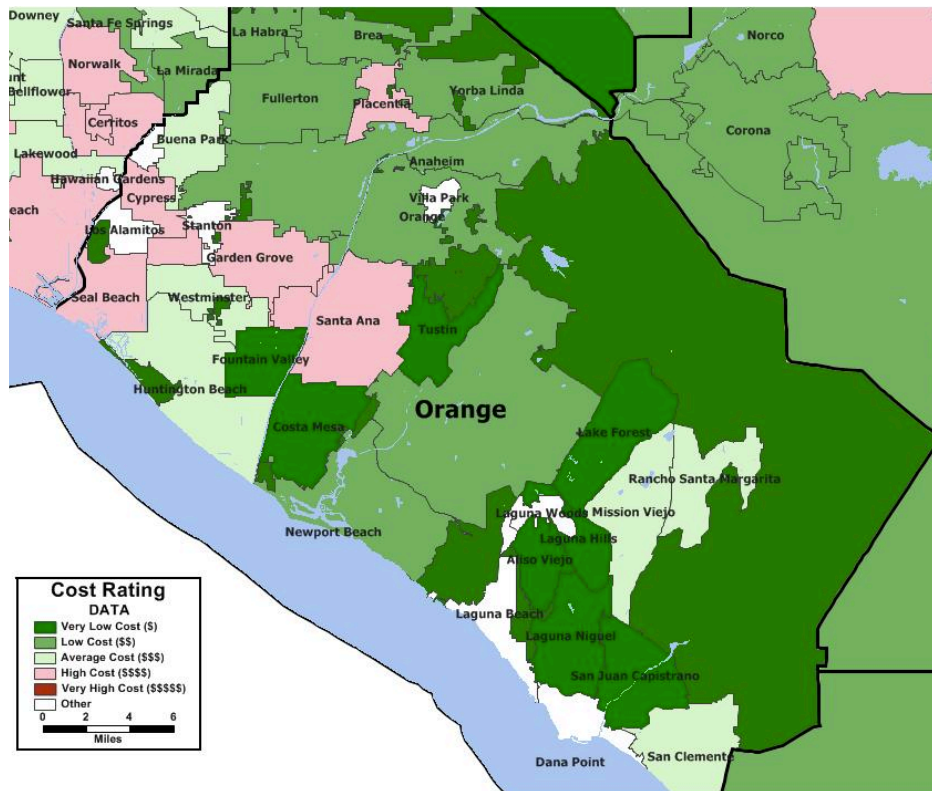 Downey
Santa Fe Springs
La Habra
Brea
Norco
Norwalk
La Mirada
unt
Bellflower
Fullerton
Placentia
Yorba Linda
Cerritos
Corona
Buena Park
Lakewood
Anaheim
Hawaiian Gardens
Cypress
Villa Park
each
Orange
Los Alamitos
Stanton
Garden Grove
Seal Beach
Westminster
Santa Ana
Tustin
Fountain Valley
Huntington Beach
Orange
Costa Mesa
Lake Forest
Rancho Santa Margarita
Laguna Woods
Mission Viejo
Newport Beach
Laguna Hills
Aliso Viejo
Laguna Beach
Laguna Niguel
San Juan Capistrano
San Clemente
Dana Point
Cost Rating
DATA
Very Low Cost ($)
Low Cost ($$)
Average Cost ($$$)
High Cost ($$$$)
Very High Cost ($$$$$)
Other
0 2 4 6
Miles